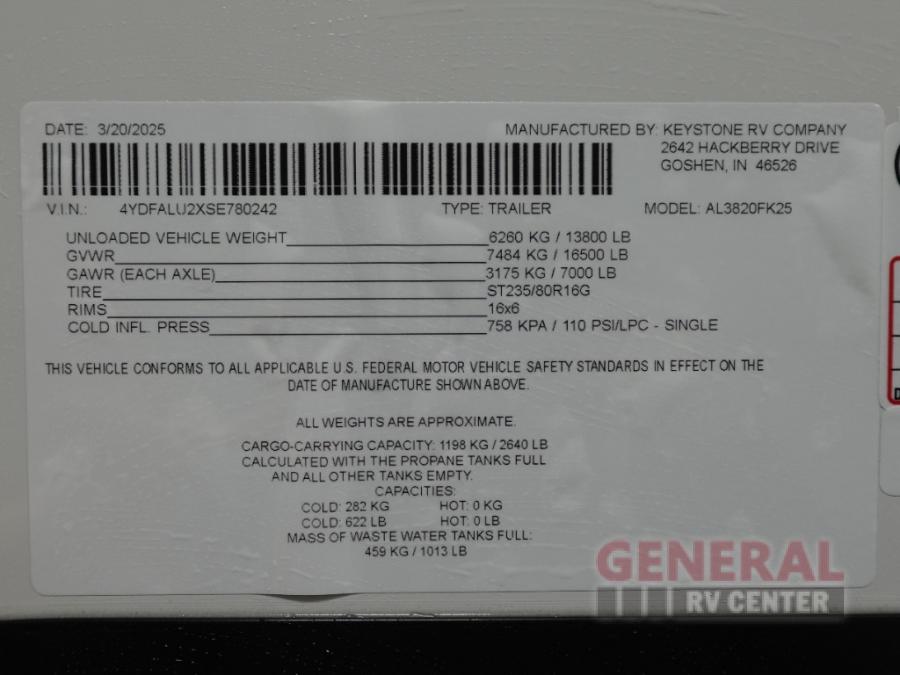 DATE: 3/20/2025
MANUFACTURED BY: KEYSTONE RV COMPANY
2642 HACKBERRY DRIVE
GOSHEN, IN 46526
V.I.N.: 4YDFALU2XSE780242 TYPE: TRAILER MODEL: AL3820FK25
UNLOADED VEHICLE WEIGHT 6260 KG / 13800 LB
GVWR 7484 KG / 16500 LB
GAWR (EACH AXLE) 3175 KG / 7000 LB
TIRE ST235/80R16G
RIMS 16x6
COLD INFL. PRESS 758 KPA / 110 PSI/LPC - SINGLE
THIS VEHICLE CONFORMS TO ALL APPLICABLE U.S. FEDERAL MOTOR VEHICLE SAFETY STANDARDS IN EFFECT ON THE
DATE OF MANUFACTURE SHOWN ABOVE.
ALL WEIGHTS ARE APPROXIMATE.
CARGO-CARRYING CAPACITY: 1198 KG / 2640 LB
CALCULATED WITH THE PROPANE TANKS FULL
AND ALL OTHER TANKS EMPTY.
CAPACITIES:
COLD: 282 KG HOT: 0 KG
COLD: 622 LB HOT: 0 LB
MASS OF WASTE WATER TANKS FULL:
459 KG / 1013 LB
GENERAL
RV CENTER